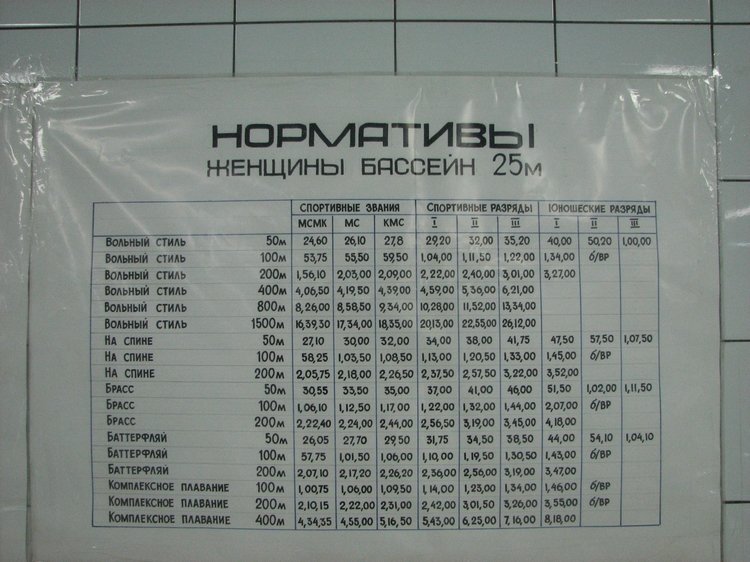 НОРМАТИВЫ
ЖЕНЩИНЫ БАССЕЙН 25м
СПОРТИВНЫЕ ЗВАНИЯ СПОРТИВНЫЕ РАЗРЯДЫ ЮНОШЕСКИЕ РАЗРЯДЫ
МСМК МС КМС I II III I II III
ВОЛЬНЫЙ СТИЛЬ 50м 24,60 26,10 27,8 29,20 32,00 35,20 40,00 50,20 1,00,00
ВОЛЬНЫЙ СТИЛЬ 100м 53,75 55,50 59,50 1,04,00 1,11,50 1,22,00 1,34,00 б/ВР
ВОЛЬНЫЙ СТИЛЬ 200м 1,56,10 2,03,00 2,09,00 2,22,00 2,40,00 3,01,00 3,27,00
ВОЛЬНЫЙ СТИЛЬ 400м 4,06,50 4,19,50 4,39,00 4,59,00 5,36,00 6,21,00
ВОЛЬНЫЙ СТИЛЬ 800м 8,26,00 8,58,50 9,34,00 10,28,00 11,52,00 13,34,00
ВОЛЬНЫЙ СТИЛЬ 1500м 16,39,30 17,34,00 18,35,00 20,13,00 22,55,00 26,12,00
НА СПИНЕ 50м 27,10 30,00 32,00 34,00 38,00 41,75 47,50 57,50 1,07,50
НА СПИНЕ 100м 58,25 1,03,50 1,08,50 1,13,00 1,20,50 1,33,00 1,45,00 б/ВР
НА СПИНЕ 200м 2,05,75 2,18,00 2,26,50 2,37,50 2,57,50 3,22,00 3,52,00
БРАСС 50м 30,55 33,50 35,00 37,00 41,00 46,00 51,50 1,02,00 1,11,50
БРАСС 100м 1,06,10 1,12,50 1,17,00 1,22,00 1,32,00 1,44,00 2,07,00 б/ВР
БРАСС 200м 2,22,40 2,24,00 2,44,00 2,56,50 3,19,00 3,45,00 4,18,00
БАТТЕРФЛЯЙ 50м 26,05 27,70 29,50 31,75 34,50 38,50 44,00 54,10 1,04,10
БАТТЕРФЛЯЙ 100м 57,75 1,01,50 1,06,00 1,10,00 1,19,50 1,30,50 1,43,00 б/ВР
БАТТЕРФЛЯЙ 200м 2,07,10 2,17,20 2,26,20 2,36,00 2,56,00 3,19,00 3,47,00
КОМПЛЕКСНОЕ ПЛАВАНИЕ 100м 1,00,75 1,06,00 1,09,50 1,14,00 1,23,00 1,34,00 1,46,00 б/ВР
КОМПЛЕКСНОЕ ПЛАВАНИЕ 200м 2,10,15 2,22,00 2,31,00 2,42,00 3,01,50 3,26,00 3,55,00 б/ВР
КОМПЛЕКСНОЕ ПЛАВАНИЕ 400м 4,34,35 4,55,00 5,16,50 5,43,00 6,25,00 7,16,00 8,18,00